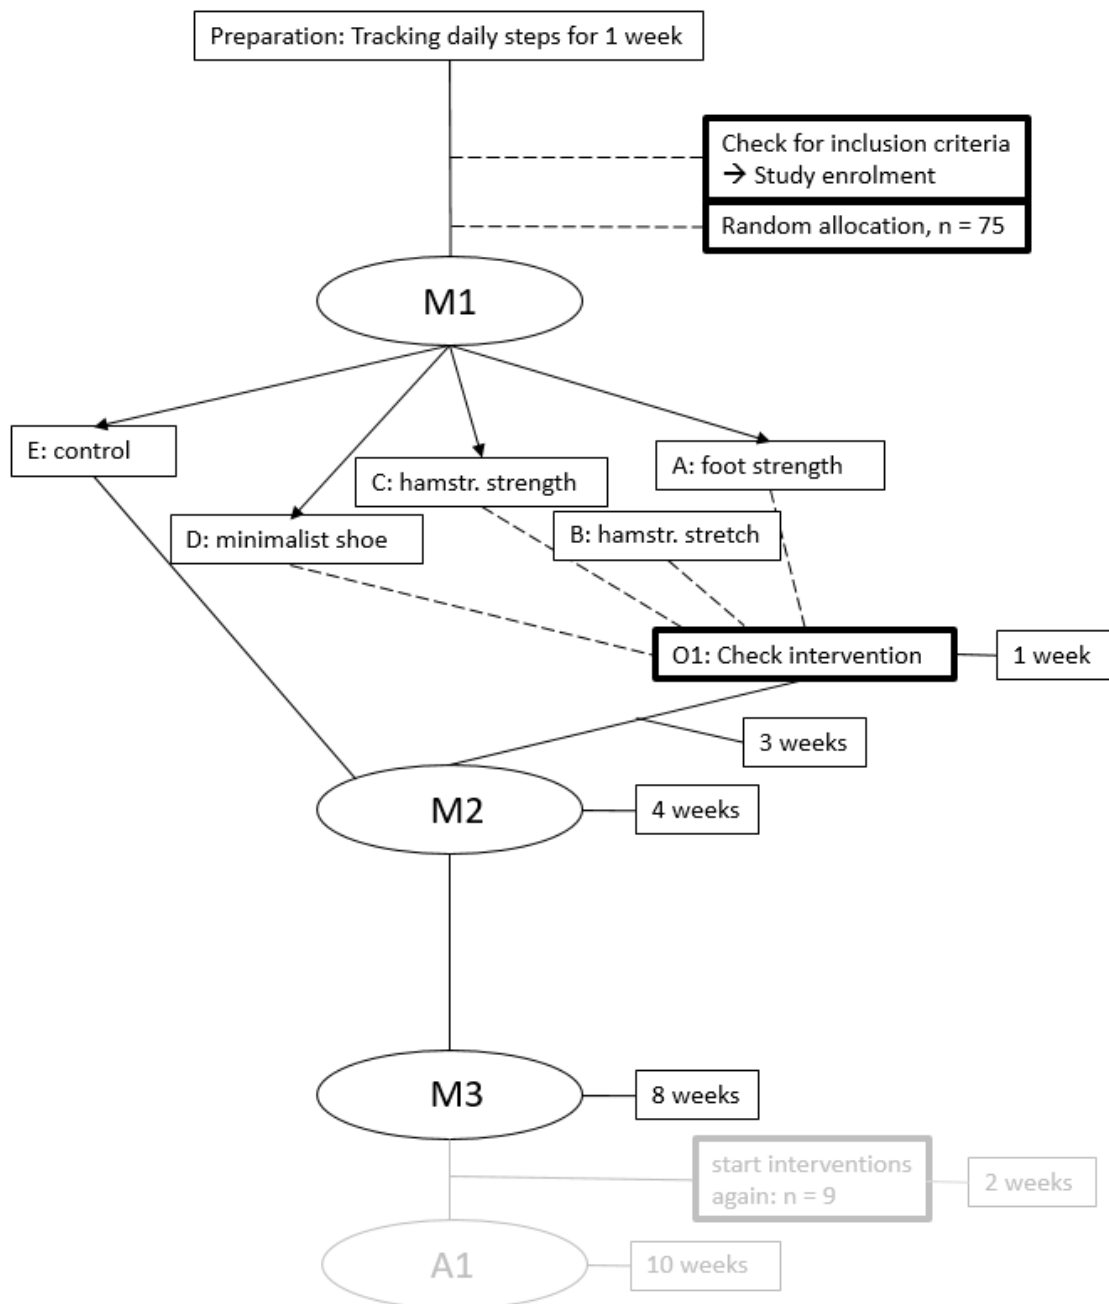 Preparation: Tracking daily steps for 1 week
Check for inclusion criteria
→ Study enrolment
Random allocation, n = 75
M1
E: control
A: foot strength
C: hamstr. strength
B: hamstr. stretch
D: minimalist shoe
O1: Check intervention
1 week
3 weeks
M2
4 weeks
M3
8 weeks
start interventions
again: n = 9
2 weeks
A1
10 weeks